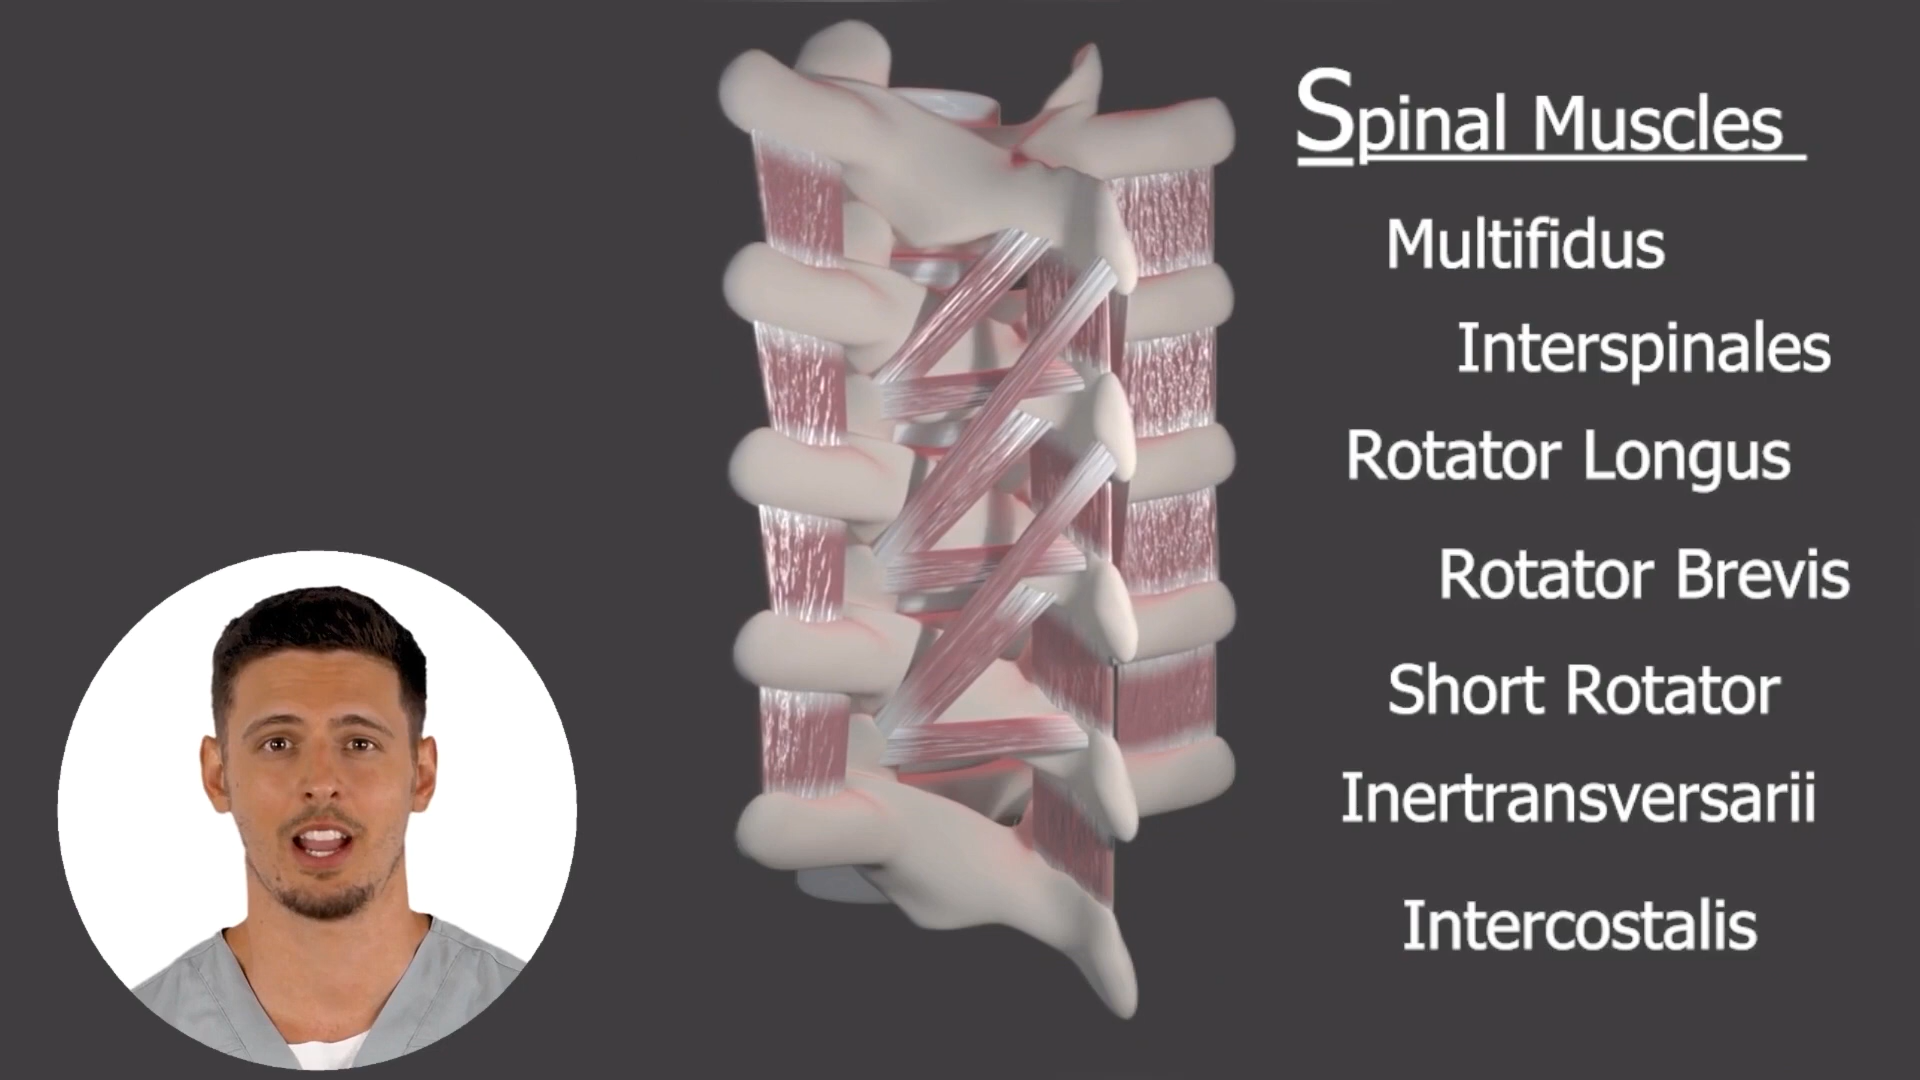 Spinal Muscles
Multifidus
Interspinales
Rotator Longus
Rotator Brevis
Short Rotator
Inertransversarii
Intercostalis